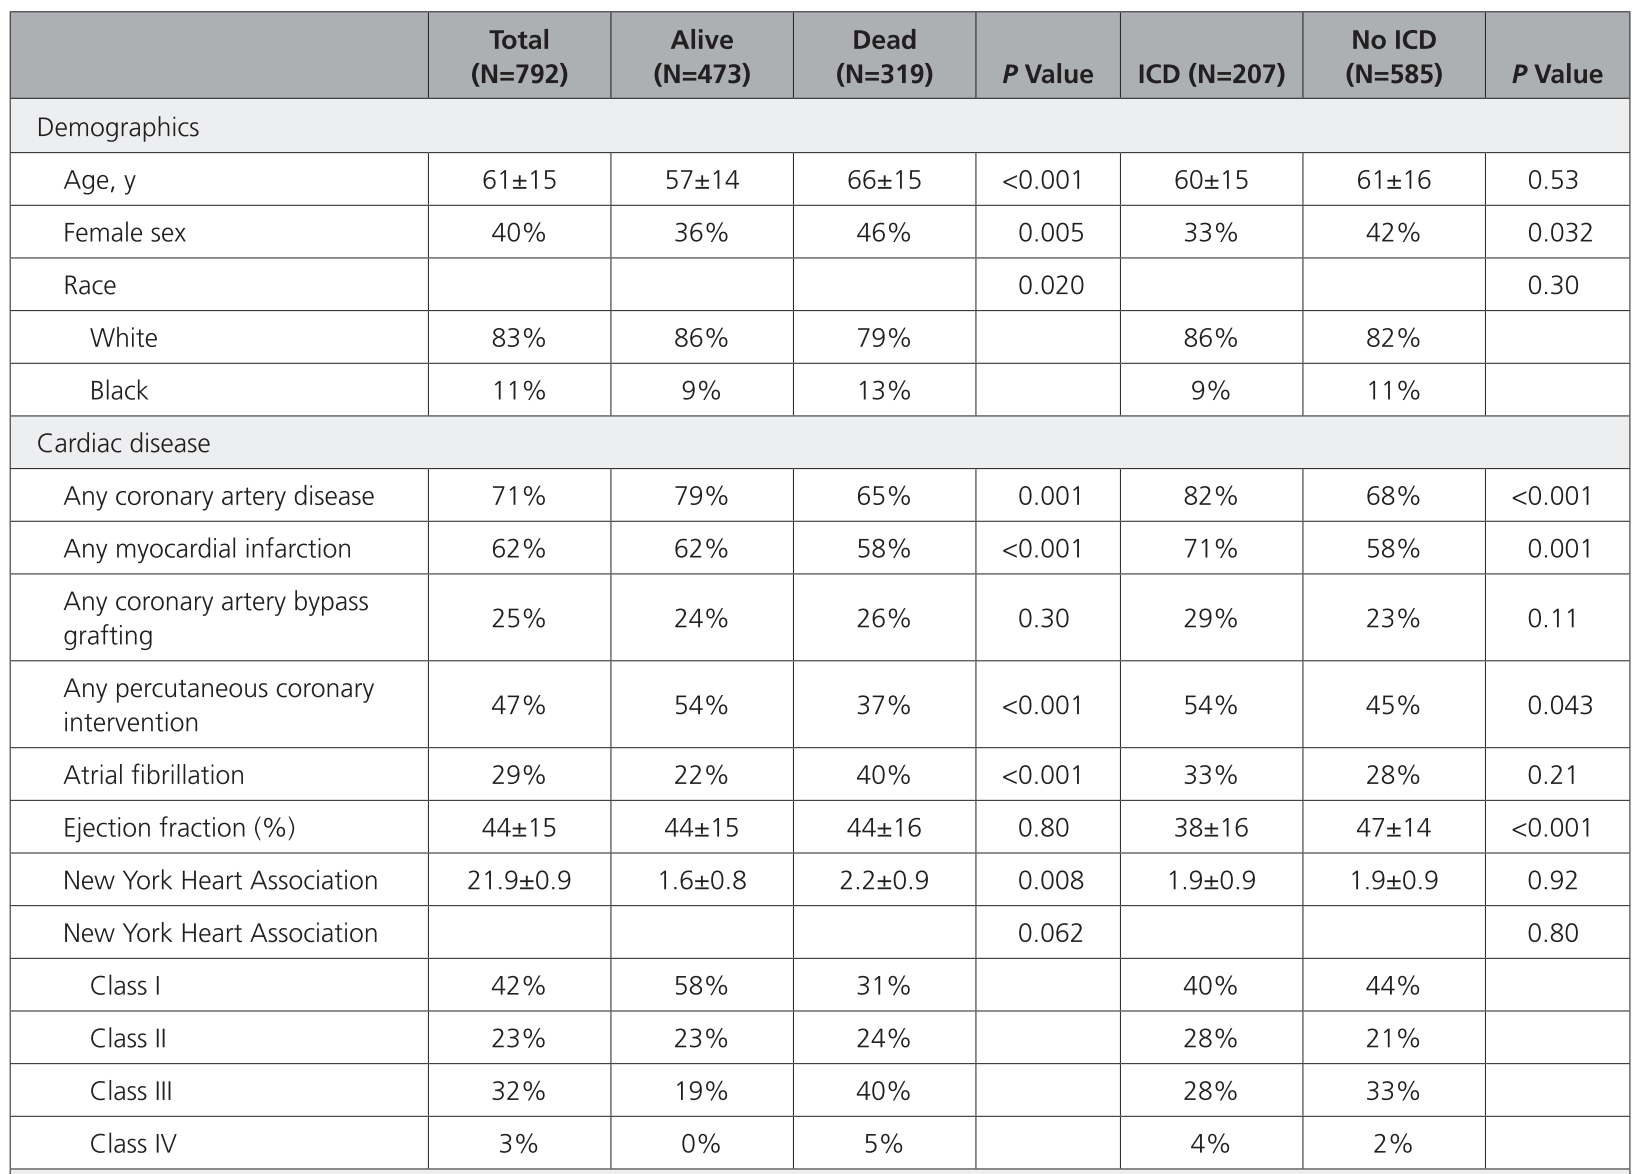 Total (N=792) Alive (N=473) Dead (N=319) P Value ICD (N=207) No ICD (N=585) P Value
Demographics
Age, y 61±15 57±14 66±15 <0.001 60±15 61±16 0.53
Female sex 40% 36% 46% 0.005 33% 42% 0.032
Race 0.020 0.30
White 83% 86% 79% 86% 82%
Black 11% 9% 13% 9% 11%
Cardiac disease
Any coronary artery disease 71% 79% 65% 0.001 82% 68% <0.001
Any myocardial infarction 62% 62% 58% <0.001 71% 58% 0.001
Any coronary artery bypass grafting 25% 24% 26% 0.30 29% 23% 0.11
Any percutaneous coronary intervention 47% 54% 37% <0.001 54% 45% 0.043
Atrial fibrillation 29% 22% 40% <0.001 33% 28% 0.21
Ejection fraction (%) 44±15 44±15 44±16 0.80 38±16 47±14 <0.001
New York Heart Association 21.9±0.9 1.6±0.8 2.2±0.9 0.008 1.9±0.9 1.9±0.9 0.92
New York Heart Association 0.062 0.80
Class I 42% 58% 31% 40% 44%
Class II 23% 23% 24% 28% 21%
Class III 32% 19% 40% 28% 33%
Class IV 3% 0% 5% 4% 2%